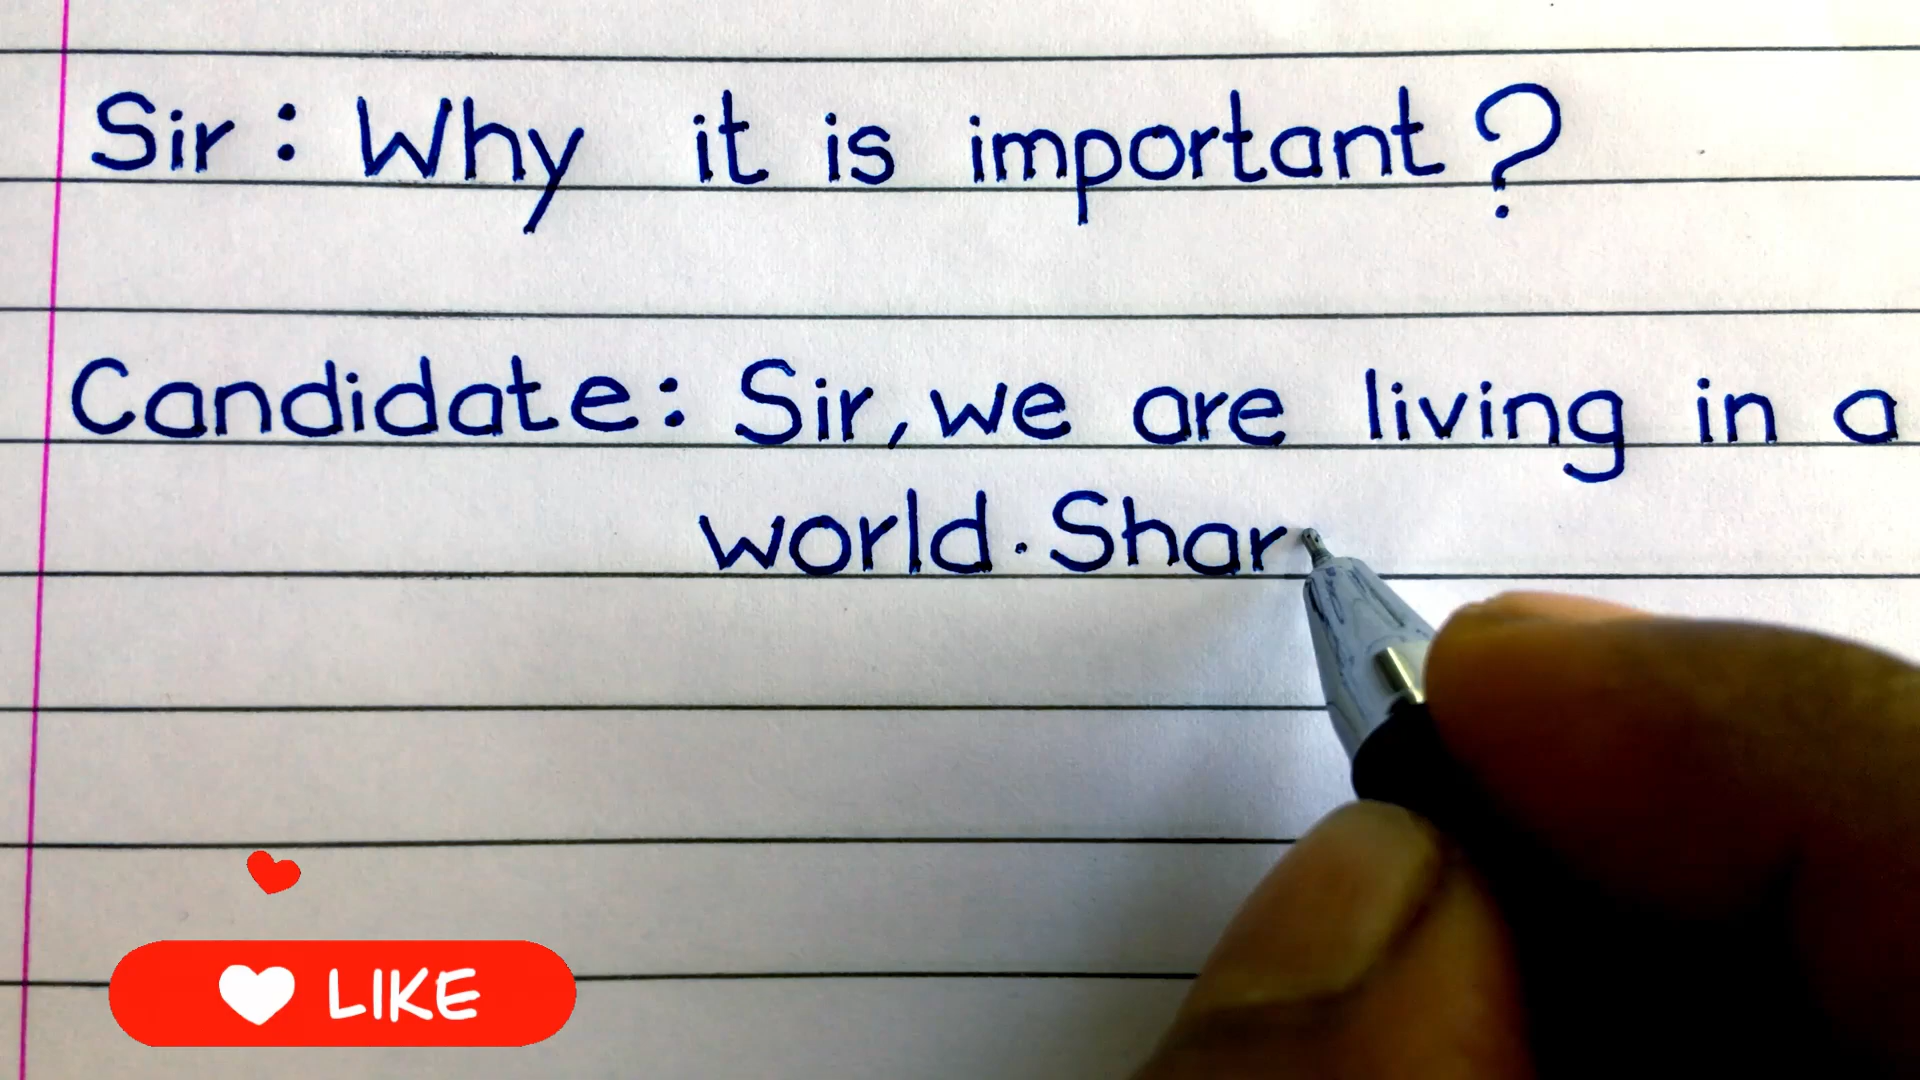 Sir: Why it is important?
Candidate: Sir, we are living in a
world. Shar
LIKE